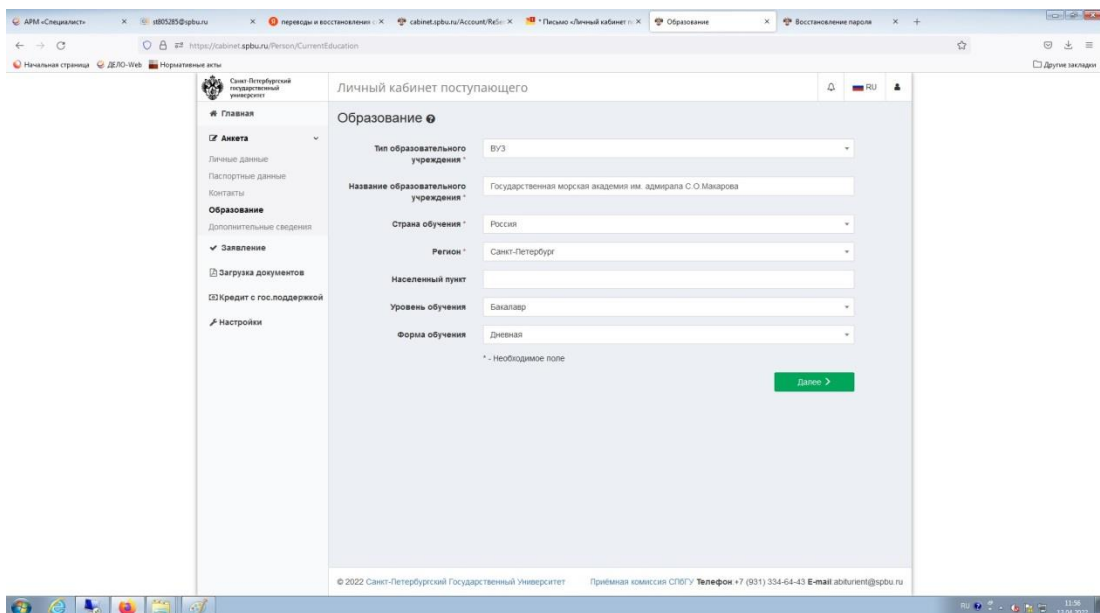 АРМ «Специалист»
st805285@spbu.ru
переводы и восстановления
cabinet.spbu.ru/Account/ReSe
* Письмо «Личный кабинет
Образование
Восстановление пароля
https://cabinet.spbu.ru/Person/CurrentEducation
Начальная страница
ДЕЛО-Web
Нормативные акты
Другие закладки
Санкт-Петербургский
государственный
университет
Личный кабинет поступающего
RU
Главная
Анкета
Личные данные
Паспортные данные
Контакты
Образование
Дополнительные сведения
Заявление
Загрузка документов
Кредит с гос.поддержкой
Настройки
Образование
Тип образовательного
учреждения *
ВУЗ
Название образовательного
учреждения *
Государственная морская академия им. адмирала С.О.Макарова
Страна обучения *
Россия
Регион *
Санкт-Петербург
Населенный пункт
Уровень обучения
Бакалавр
Форма обучения
Дневная
* - Необходимое поле
Далее
© 2022 Санкт-Петербургский Государственный Университет
Приёмная комиссия СПбГУ Телефон:+7 (931) 334-64-43 E-mail:abiturient@spbu.ru
RU
11:56
12.04.2022